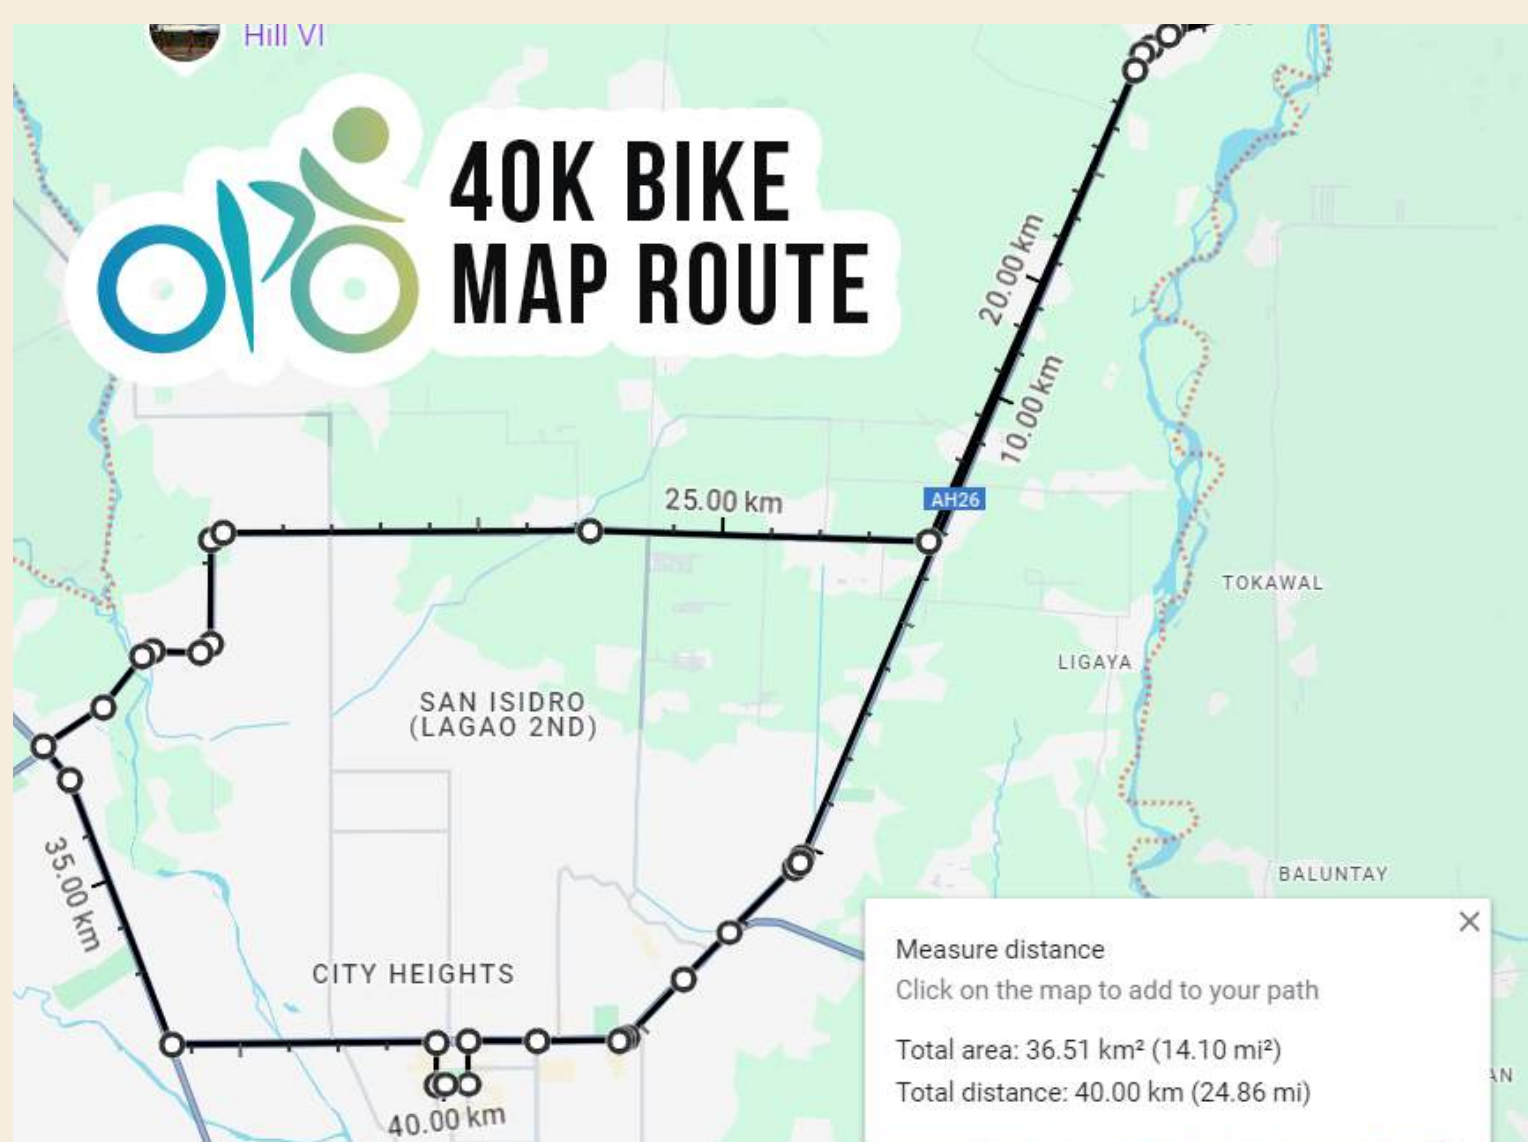 Hill VI
40K BIKE
MAP ROUTE
20.00 km
10.00 km
AH26
25.00 km
TOKAWAL
LIGAYA
SAN ISIDRO
(LAGAO 2ND)
35.00 km
BALUNTAY
CITY HEIGHTS
40.00 km
Measure distance
Click on the map to add to your path
Total area: 36.51 km² (14.10 mi²)
Total distance: 40.00 km (24.86 mi)
AN